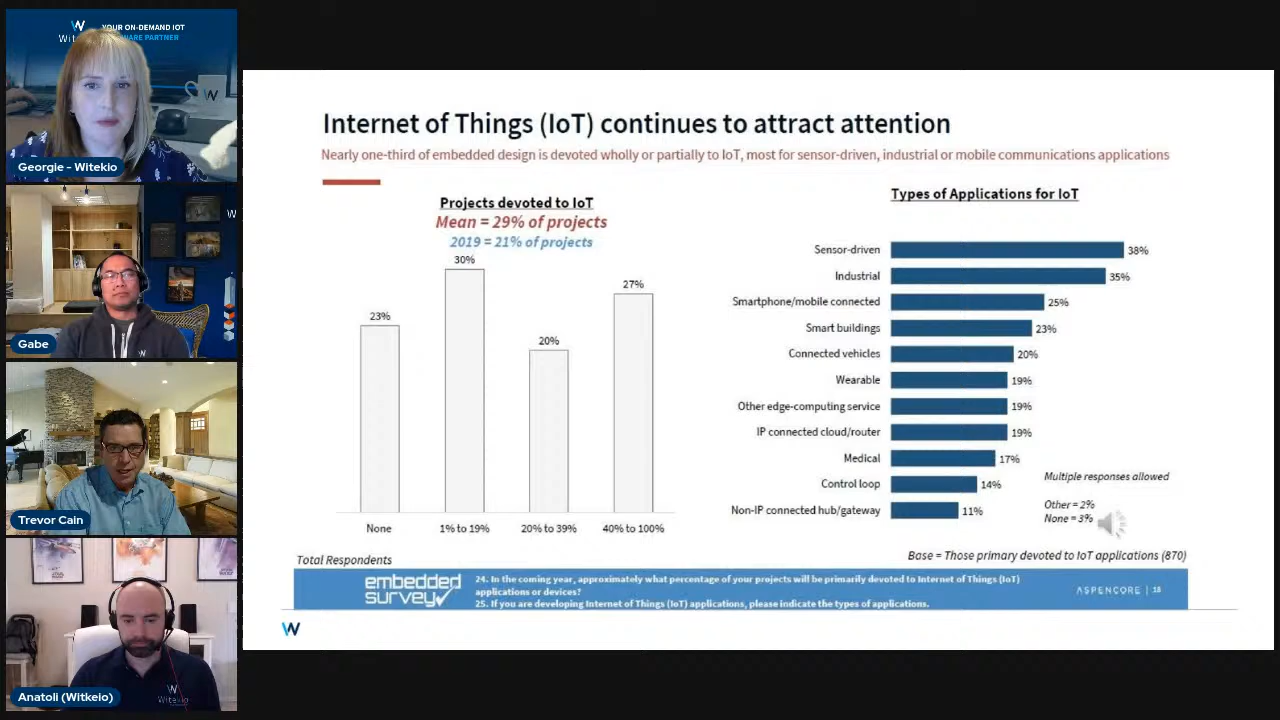 YOUR ON-DEMAND IOT
WARE PARTNER
Wit
W
Georgie - Witekio
W
Gabe
Trevor Cain
Witekio
Anatoli (Witkeio)
Internet of Things (IoT) continues to attract attention
Nearly one-third of embedded design is devoted wholly or partially to IoT, most for sensor-driven, industrial or mobile communications applications
Projects devoted to IoT
Mean = 29% of projects
2019 = 21% of projects
23%
30%
20%
27%
None
1% to 19%
20% to 39%
40% to 100%
Types of Applications for IoT
Sensor-driven 38%
Industrial 35%
Smartphone/mobile connected 25%
Smart buildings 23%
Connected vehicles 20%
Wearable 19%
Other edge-computing service 19%
IP connected cloud/router 19%
Medical 17%
Control loop 14%
Non-IP connected hub/gateway 11%
Multiple responses allowed
Other = 2%
None = 3%
Total Respondents
Base = Those primary devoted to IoT applications (870)
embedded
survey
24. In the coming year, approximately what percentage of your projects will be primarily devoted to Internet of Things (IoT)
applications or devices?
25. If you are developing Internet of Things (IoT) applications, please indicate the types of applications.
ASPENCORE | 18
W